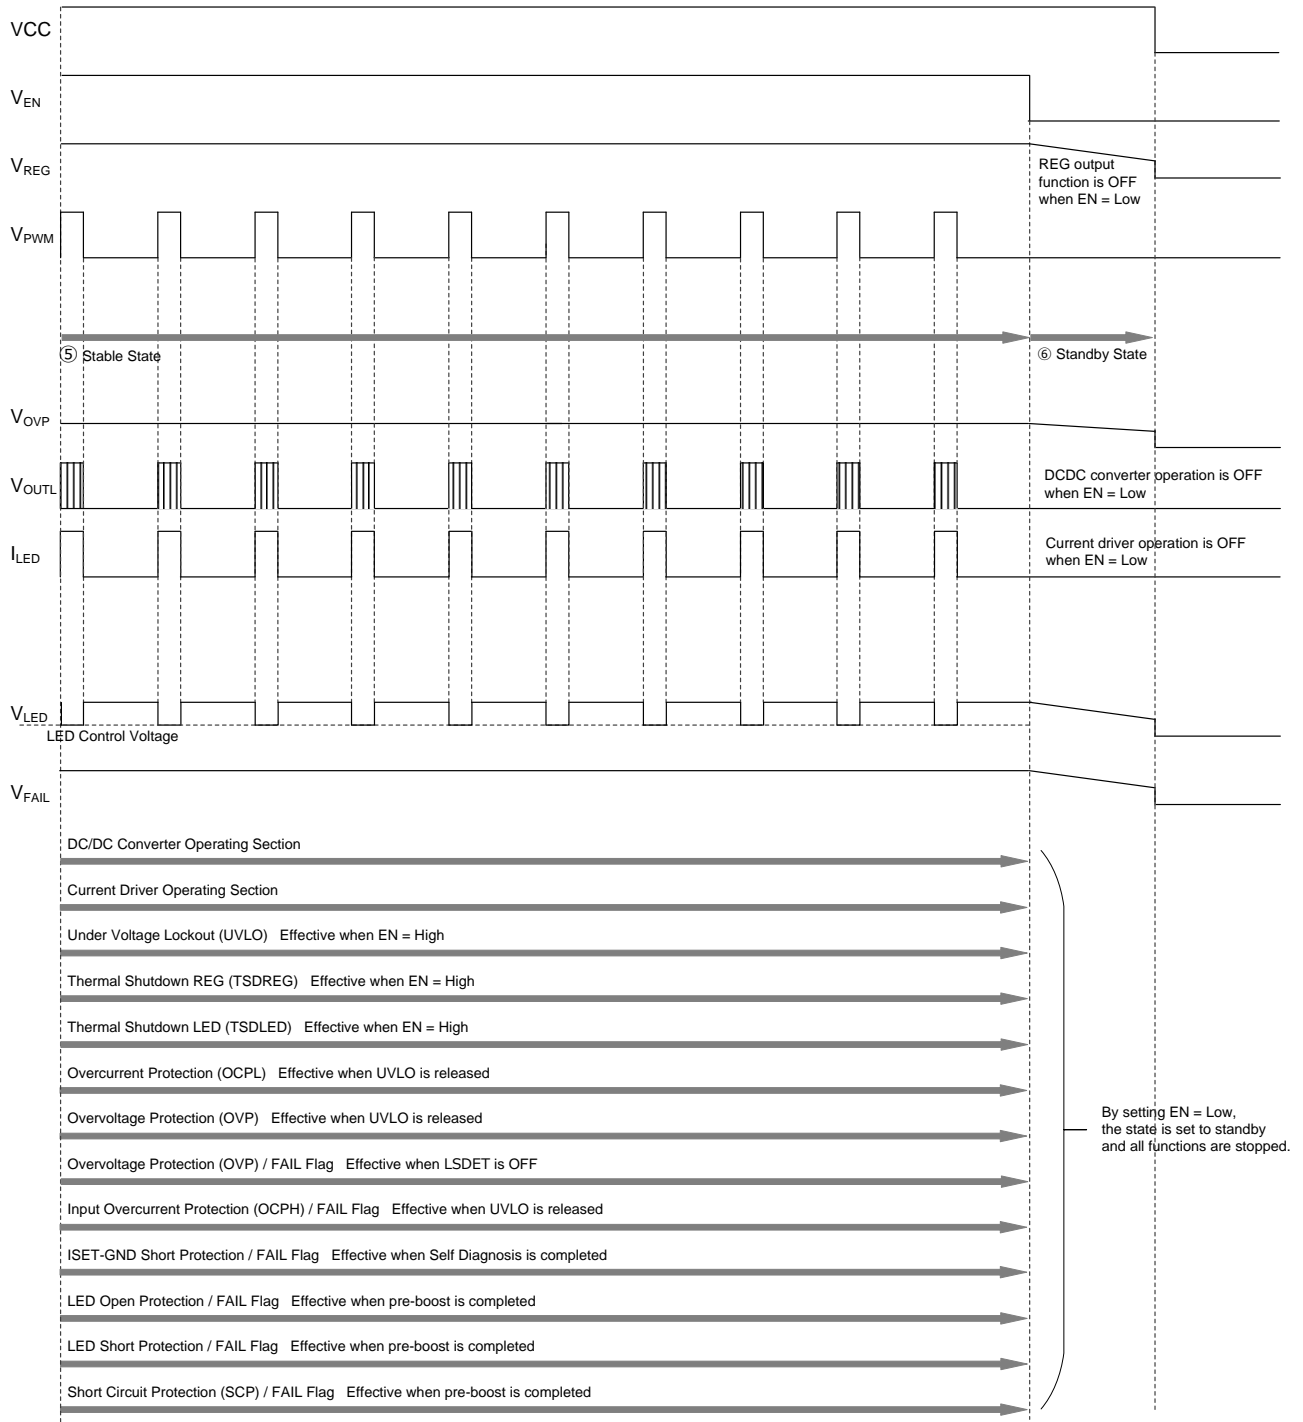 VCC
VEN
VREG
REG output
function is OFF
when EN = Low
VPWM
⑤ Stable State
⑥ Standby State
VOVP
VOUTL
DCDC converter operation is OFF
when EN = Low
ILED
Current driver operation is OFF
when EN = Low
VLED
LED Control Voltage
VFAIL
DC/DC Converter Operating Section
Current Driver Operating Section
Under Voltage Lockout (UVLO) Effective when EN = High
Thermal Shutdown REG (TSDREG) Effective when EN = High
Thermal Shutdown LED (TSDLED) Effective when EN = High
Overcurrent Protection (OCPL) Effective when UVLO is released
Overvoltage Protection (OVP) Effective when UVLO is released
Overvoltage Protection (OVP) / FAIL Flag Effective when LSDET is OFF
Input Overcurrent Protection (OCPH) / FAIL Flag Effective when UVLO is released
ISET-GND Short Protection / FAIL Flag Effective when Self Diagnosis is completed
LED Open Protection / FAIL Flag Effective when pre-boost is completed
LED Short Protection / FAIL Flag Effective when pre-boost is completed
Short Circuit Protection (SCP) / FAIL Flag Effective when pre-boost is completed
By setting EN = Low,
the state is set to standby
and all functions are stopped.